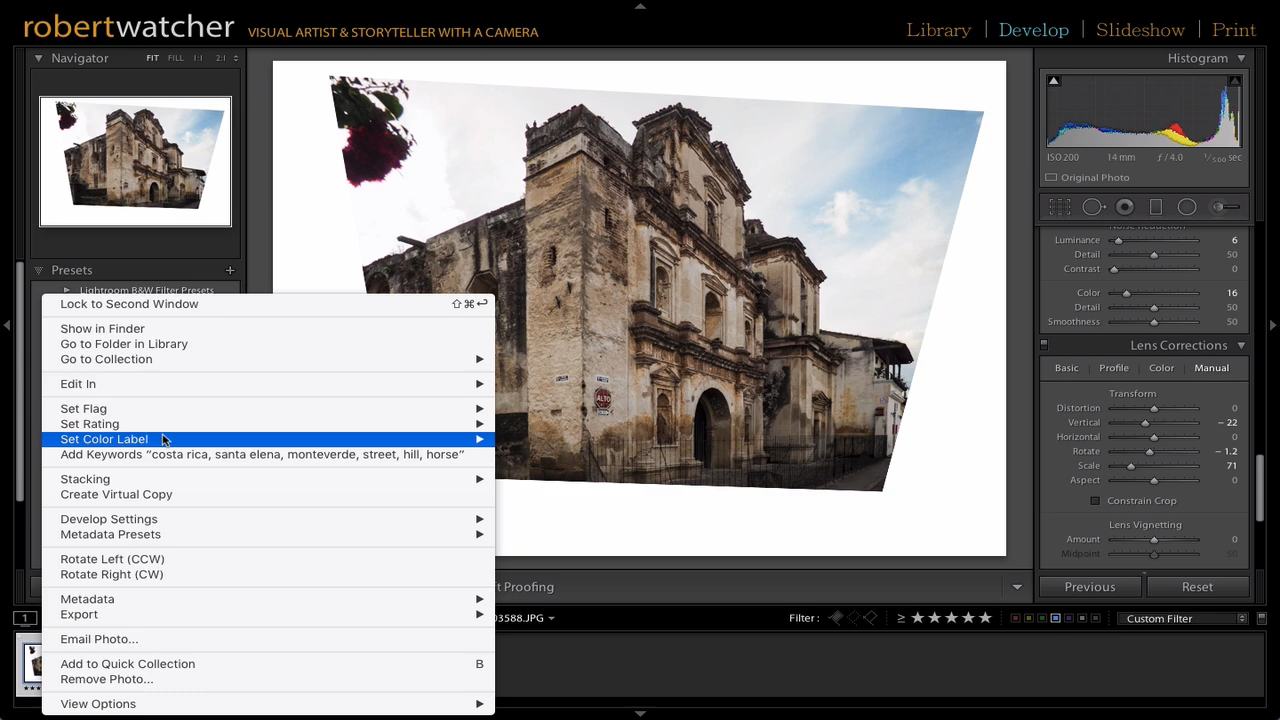 robertwatcher VISUAL ARTIST & STORYTELLER WITH A CAMERA
Library | Develop | Slideshow | Print
Navigator FIT FILL 1:1 2:1
Presets +
Lightroom B&W Filter Presets
Lock to Second Window ⇧⌘↩
Show in Finder
Go to Folder in Library
Go to Collection
Edit In
Set Flag
Set Rating
Set Color Label
Add Keywords “costa rica, santa elena, monteverde, street, hill, horse”
Stacking
Create Virtual Copy
Develop Settings
Metadata Presets
Rotate Left (CCW)
Rotate Right (CW)
Metadata
Export
Email Photo...
Add to Quick Collection B
Remove Photo...
View Options
ALTO
Histogram
ISO 200 14 mm ƒ / 4.0 1/500 sec
Original Photo
Noise Reduction
Luminance 6
Detail 50
Contrast 0
Color 16
Detail 50
Smoothness 50
Lens Corrections
Basic Profile Color Manual
Transform
Distortion 0
Vertical − 22
Horizontal 0
Rotate − 1.2
Scale 71
Aspect 0
Constrain Crop
Lens Vignetting
Amount 0
Midpoint 50
Previous Reset
t Proofing
1
03588.JPG
Filter : ≥ ★★★★★ Custom Filter